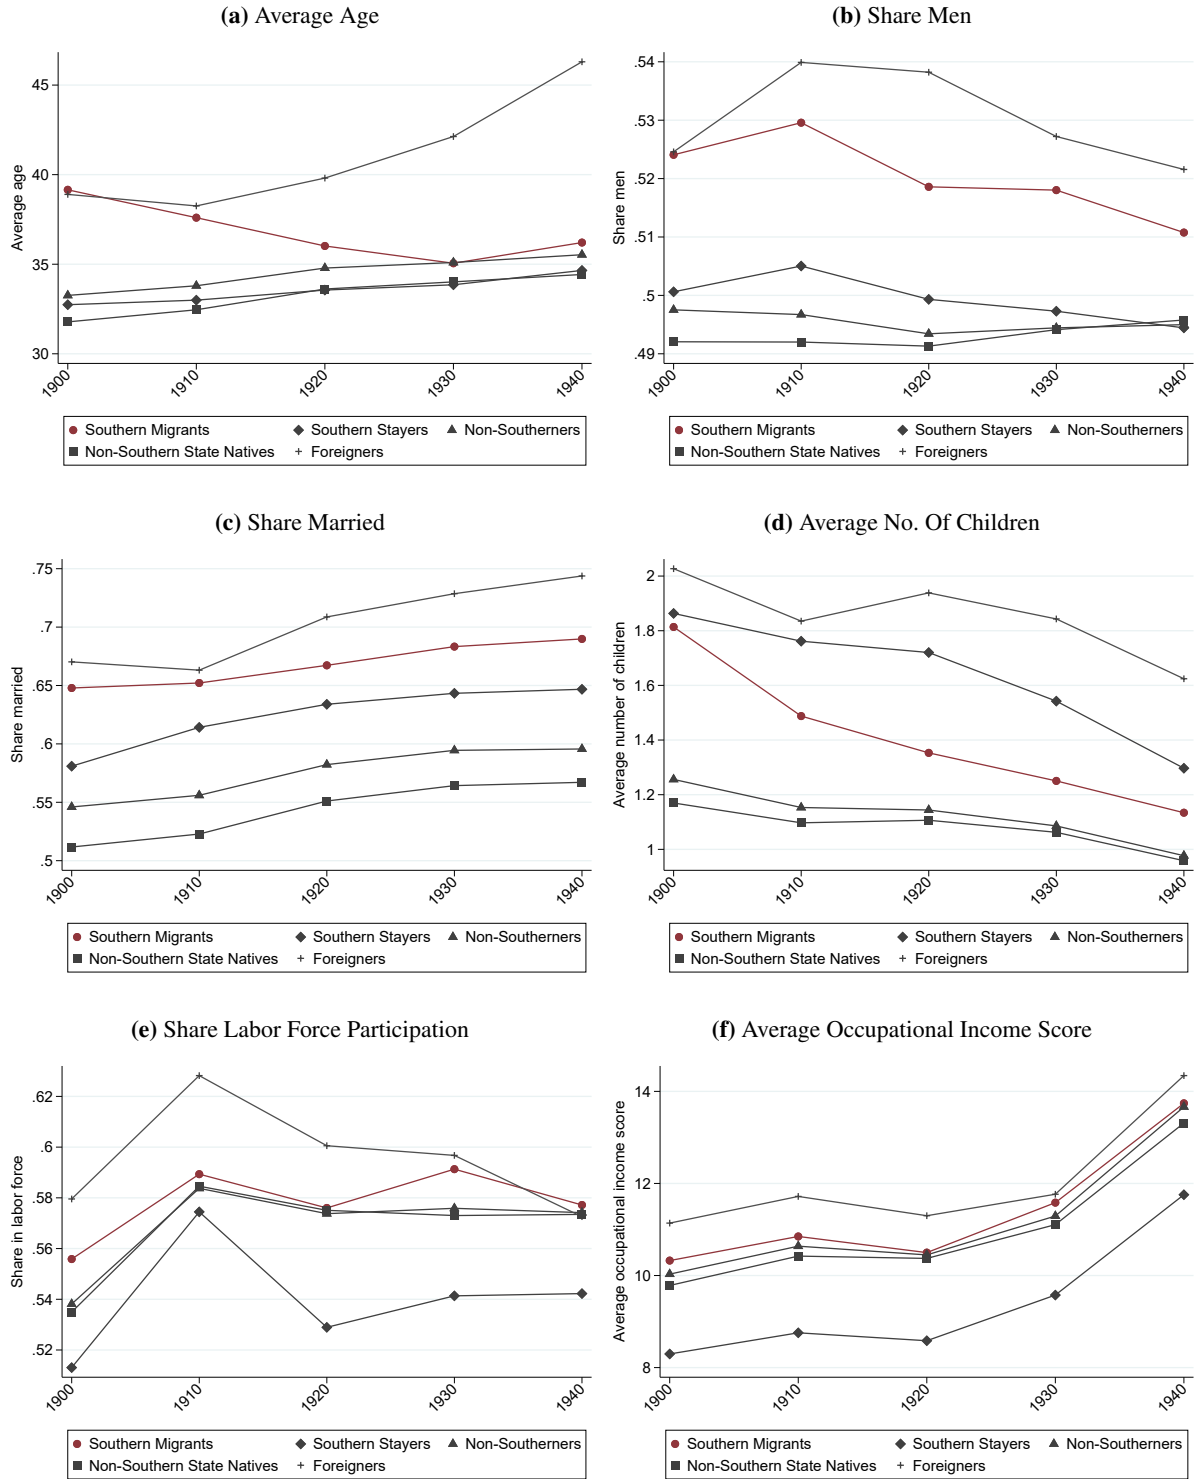 (a) Average Age
(b) Share Men
Average age
45
40
35
30
1900 1910 1920 1930 1940
Southern Migrants Southern Stayers Non-Southerners
Non-Southern State Natives Foreigners
Share men
.54
.53
.52
.51
.5
.49
1900 1910 1920 1930 1940
Southern Migrants Southern Stayers Non-Southerners
Non-Southern State Natives Foreigners
(c) Share Married
(d) Average No. Of Children
Share married
.75
.7
.65
.6
.55
.5
1900 1910 1920 1930 1940
Southern Migrants Southern Stayers Non-Southerners
Non-Southern State Natives Foreigners
Average number of children
2
1.8
1.6
1.4
1.2
1
1900 1910 1920 1930 1940
Southern Migrants Southern Stayers Non-Southerners
Non-Southern State Natives Foreigners
(e) Share Labor Force Participation
(f) Average Occupational Income Score
Share in labor force
.62
.6
.58
.56
.54
.52
1900 1910 1920 1930 1940
Southern Migrants Southern Stayers Non-Southerners
Non-Southern State Natives Foreigners
Average occupational income score
14
12
10
8
1900 1910 1920 1930 1940
Southern Migrants Southern Stayers Non-Southerners
Non-Southern State Natives Foreigners